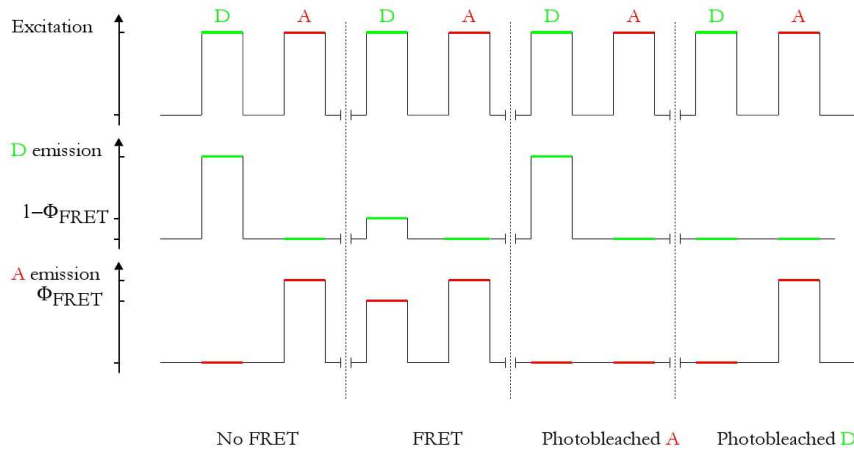 D A D A D A D A
Excitation
D emission
1–ΦFRET
A emission
ΦFRET
No FRET FRET Photobleached A Photobleached D